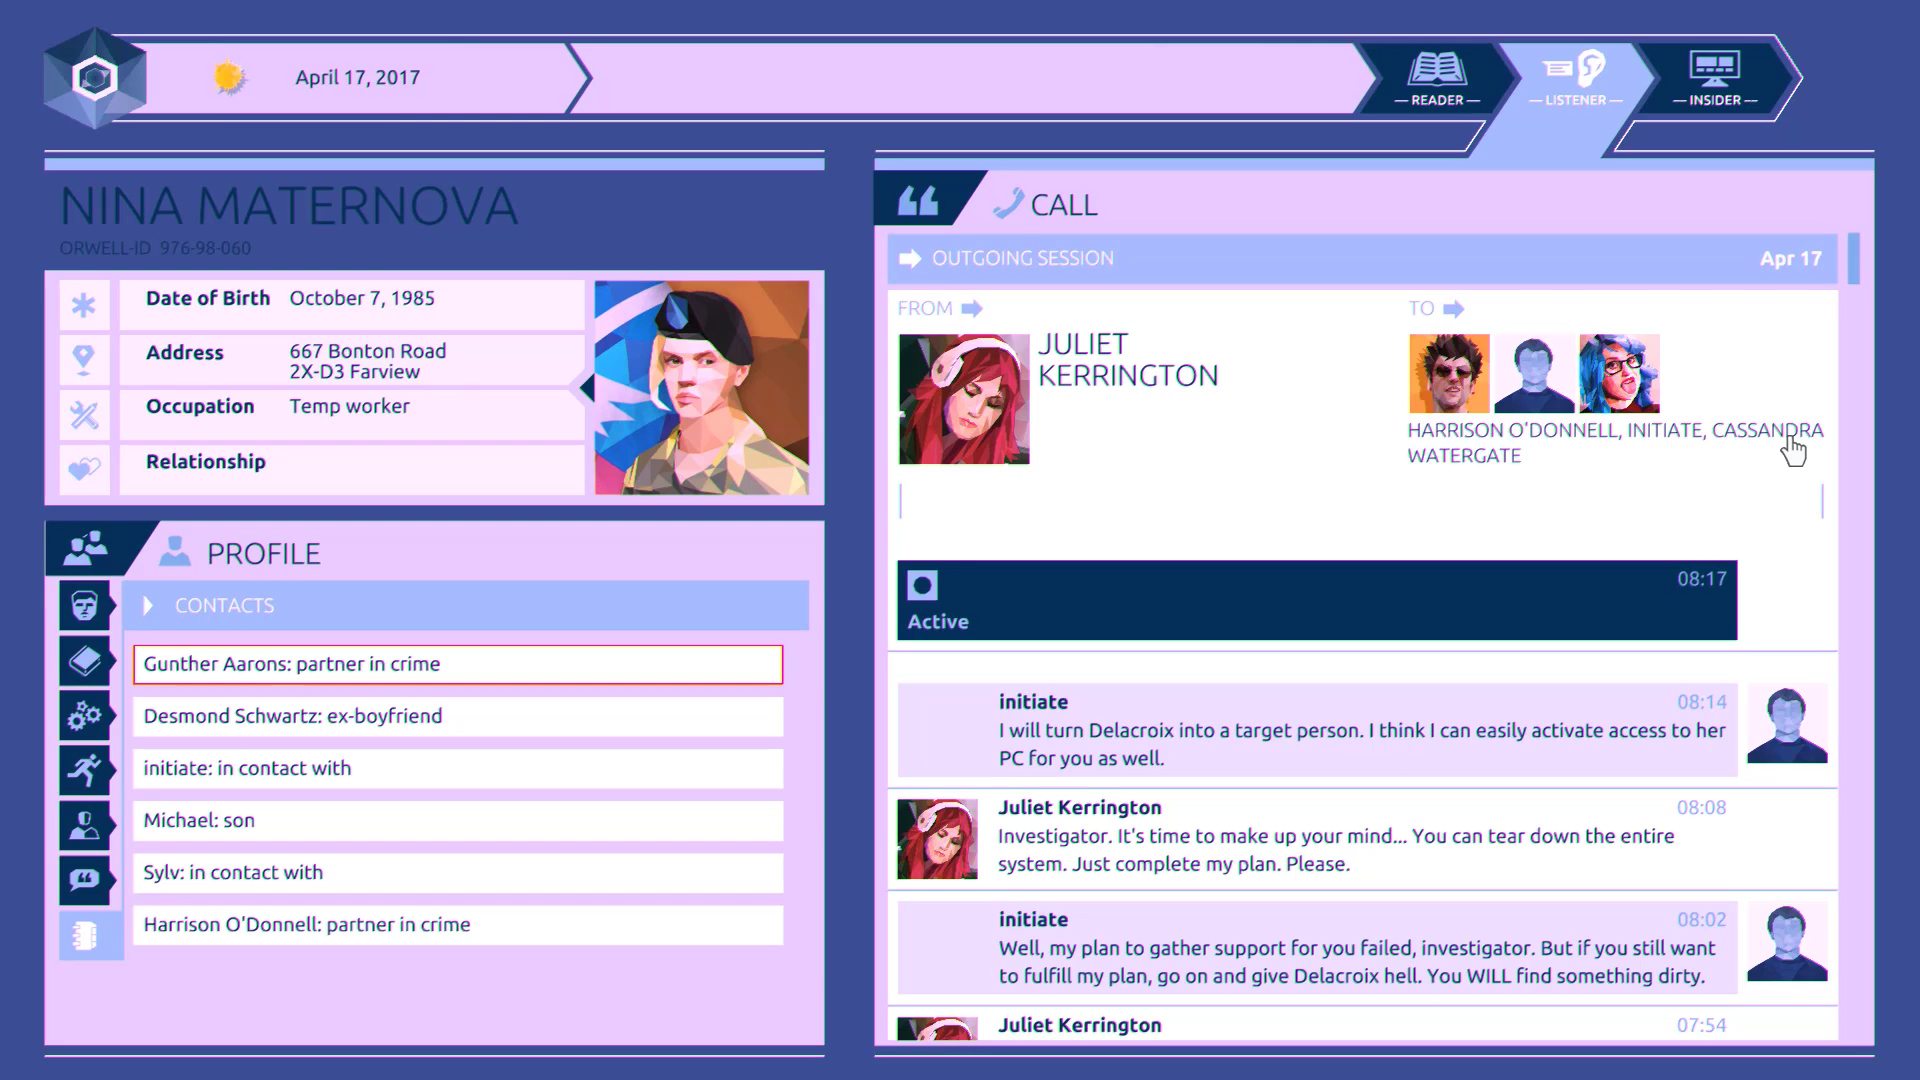 April 17, 2017
READER
LISTENER
INSIDER
NINA MATERNOVA
ORWELL-ID 976-98-060
Date of Birth October 7, 1985
Address 667 Bonton Road
2X-D3 Farview
Occupation Temp worker
Relationship
PROFILE
CONTACTS
Gunther Aarons: partner in crime
Desmond Schwartz: ex-boyfriend
initiate: in contact with
Michael: son
Sylv: in contact with
Harrison O'Donnell: partner in crime
CALL
OUTGOING SESSION Apr 17
FROM
JULIET
KERRINGTON
TO
HARRISON O'DONNELL, INITIATE, CASSANDRA
WATERGATE
08:17
Active
initiate 08:14
I will turn Delacroix into a target person. I think I can easily activate access to her
PC for you as well.
Juliet Kerrington 08:08
Investigator. It's time to make up your mind... You can tear down the entire
system. Just complete my plan. Please.
initiate 08:02
Well, my plan to gather support for you failed, investigator. But if you still want
to fulfill my plan, go on and give Delacroix hell. You WILL find something dirty.
Juliet Kerrington 07:54